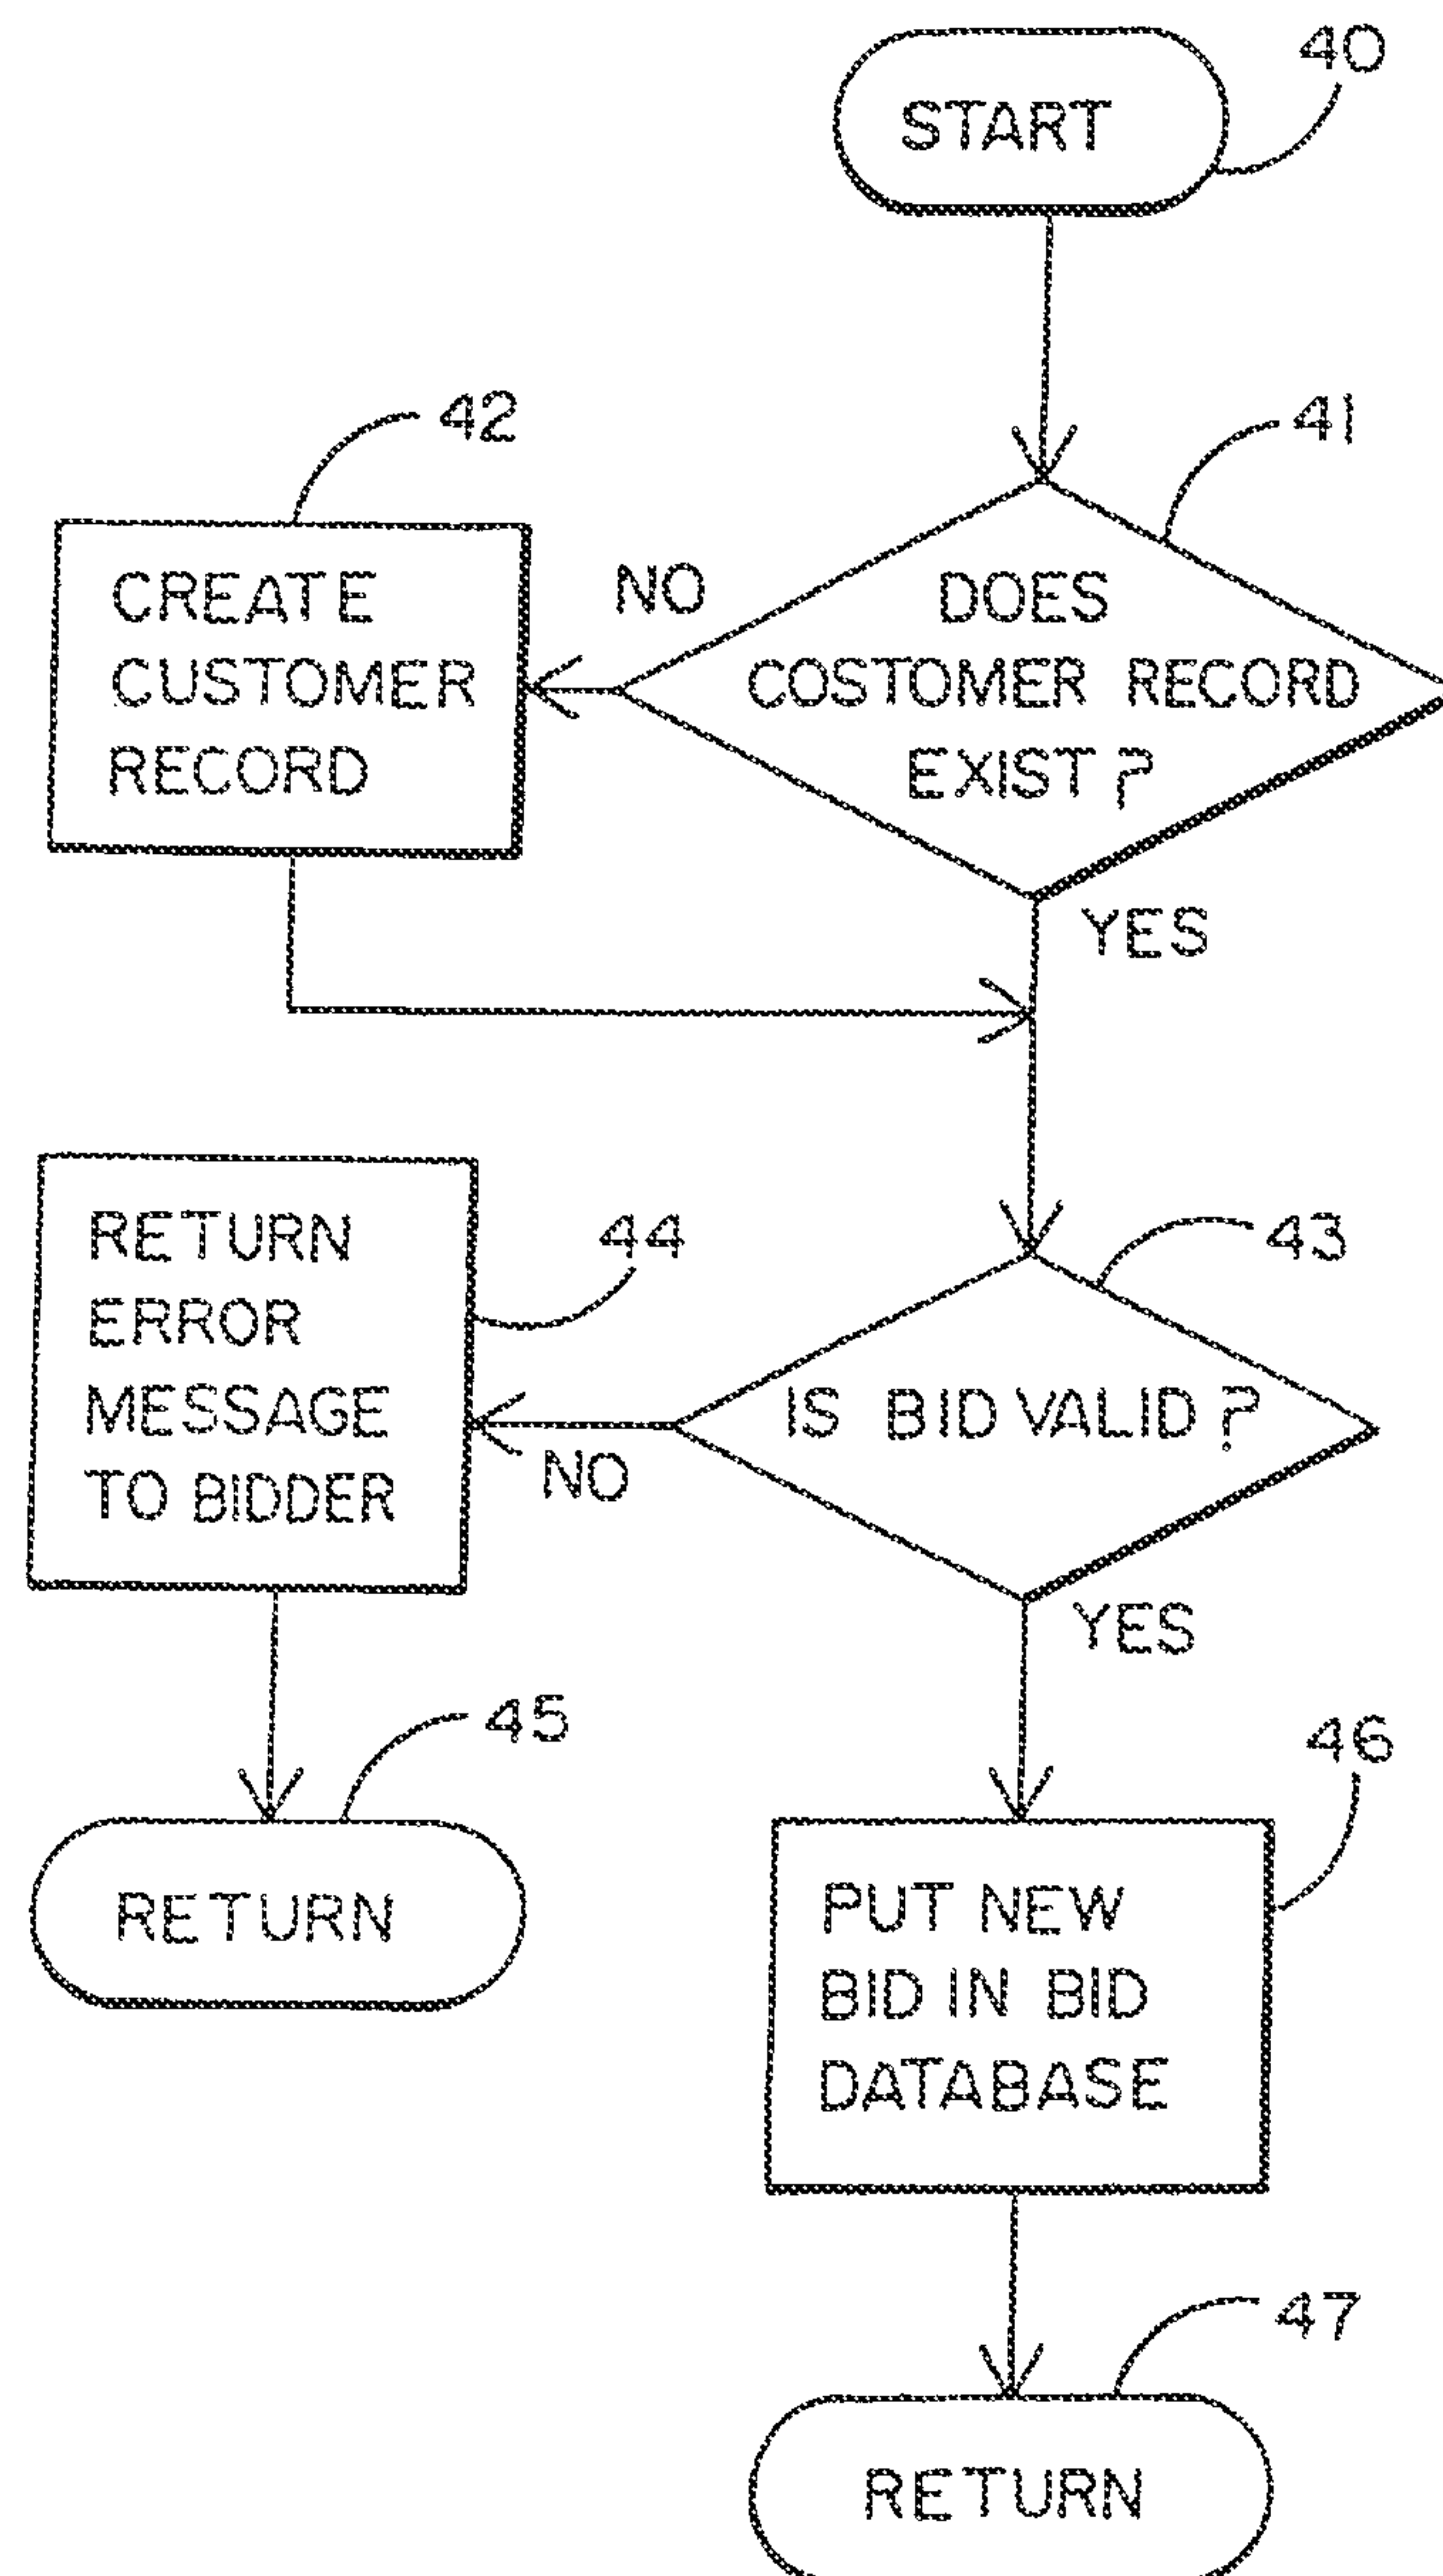 40
START
42
41
CREATE
CUSTOMER
RECORD
NO
DOES
COSTOMER RECORD
EXIST?
YES
RETURN
ERROR
MESSAGE
TO BIDDER
44
43
IS BID VALID?
NO
YES
45
46
RETURN
PUT NEW
BID IN BID
DATABASE
47
RETURN